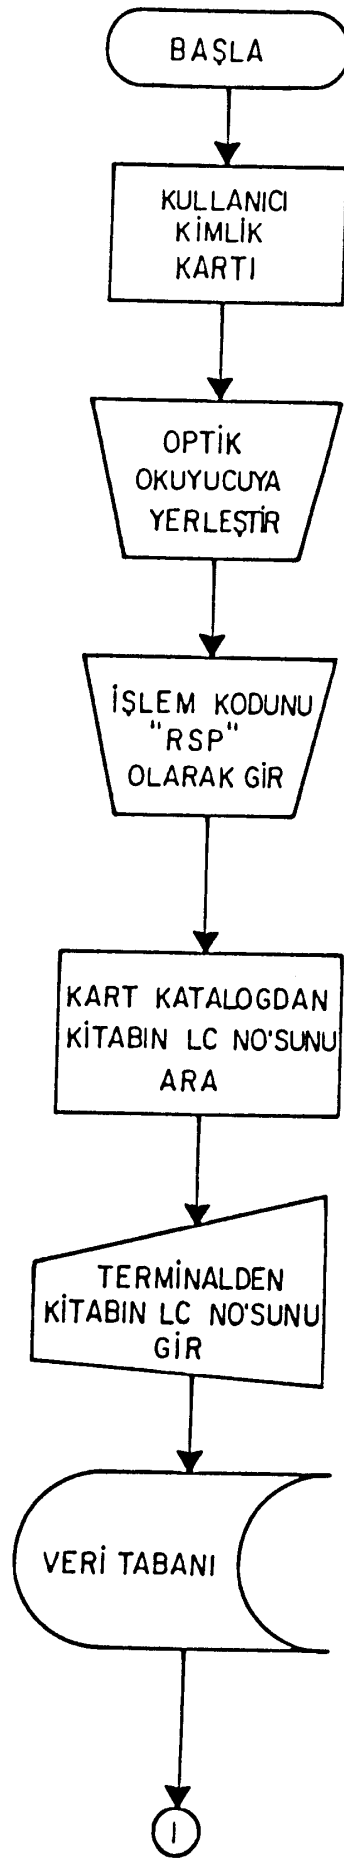 BAŞLA
KULLANICI
KİMLİK
KARTI
OPTİK
OKUYUCUYA
YERLEŞTİR
İŞLEM KODUNU
"RSP"
OLARAK GİR
KART KATALOGDAN
KİTABIN LC NO'SUNU
ARA
TERMİNALDEN
KİTABIN LC NO'SUNU
GİR
VERİ TABANI
1